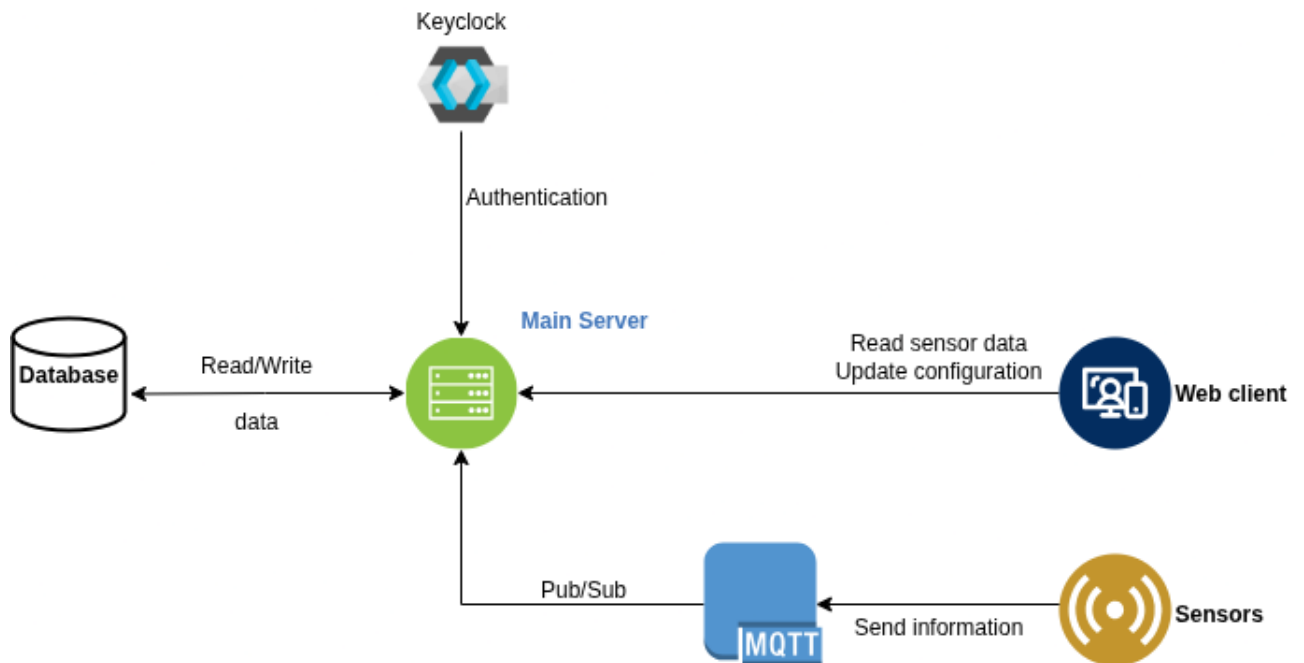 Keyclock
Authentication
Main Server
Database
Read/Write
data
Read sensor data
Update configuration
Web client
Pub/Sub
MQTT
Send information
Sensors